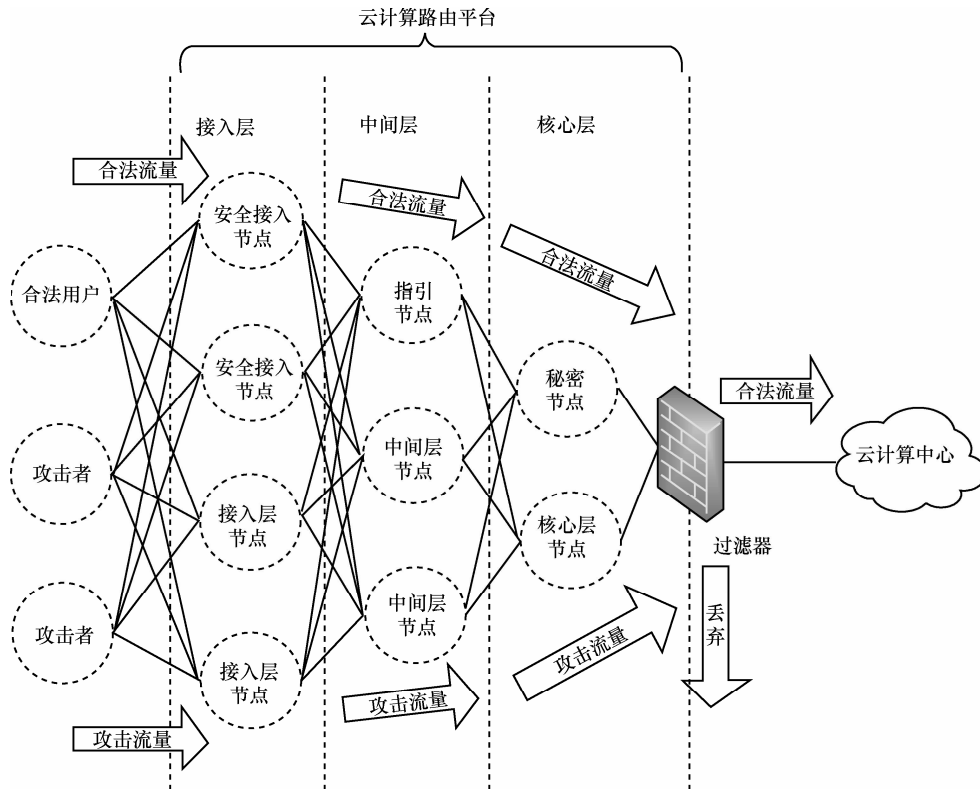 云计算路由平台
接入层
中间层
核心层
合法流量
合法流量
合法流量
合法流量
合法用户
攻击者
攻击者
安全接入
节点
安全接入
节点
接入层
节点
接入层
节点
指引
节点
中间层
节点
中间层
节点
秘密
节点
核心层
节点
云计算中心
过滤器
丢
弃
攻击流量
攻击流量
攻击流量